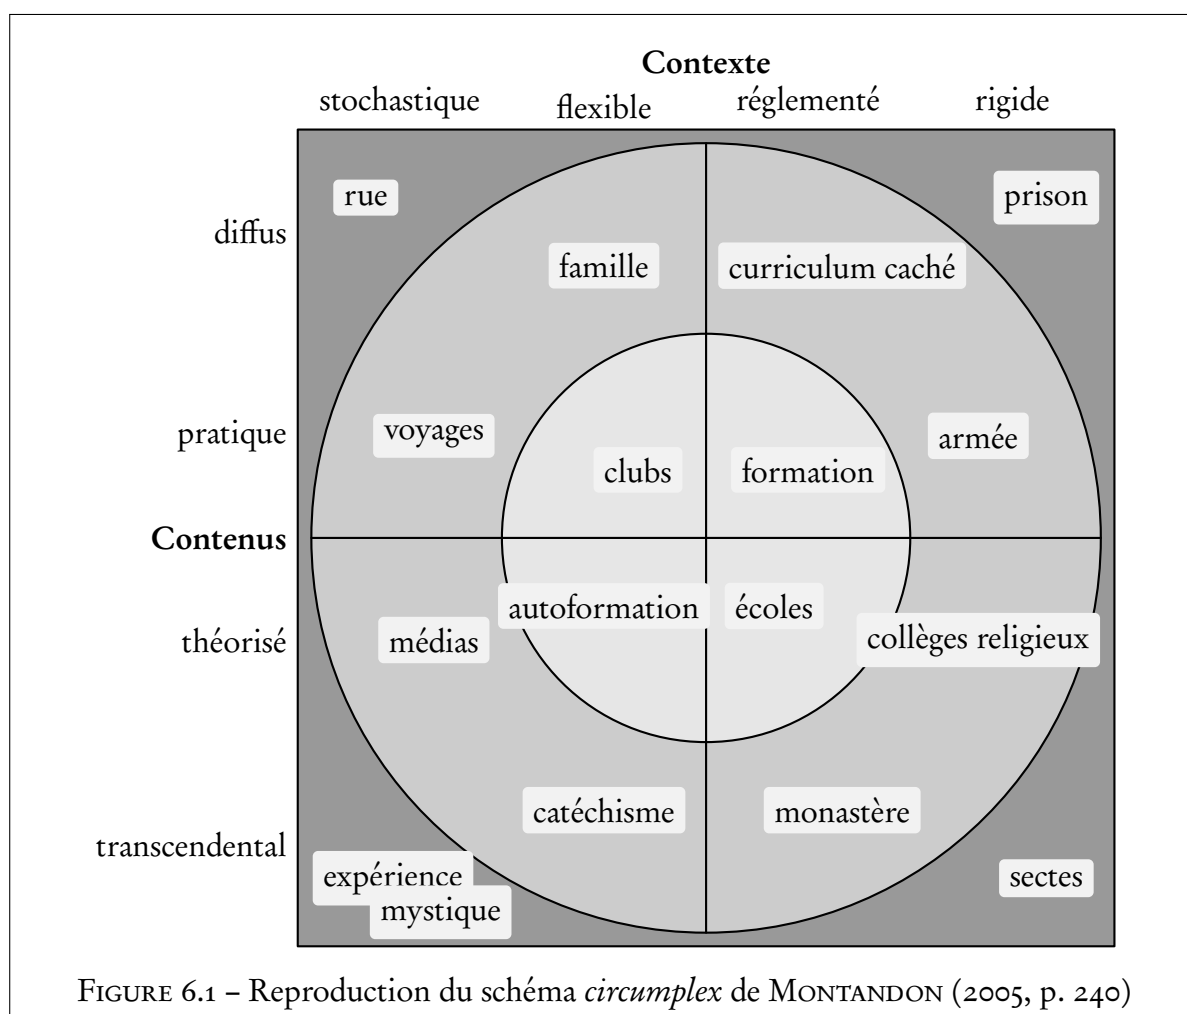 Contexte
stochastique flexible réglementé rigide
rue prison
diffus
famille curriculum caché
pratique voyages armée
clubs formation
Contenus
autoformation écoles
théorisé médias collèges religieux
catéchisme monastère
transcendental
expérience sectes
mystique
FIGURE 6.1 – Reproduction du schéma circumplex de MONTANDON (2005, p. 240)